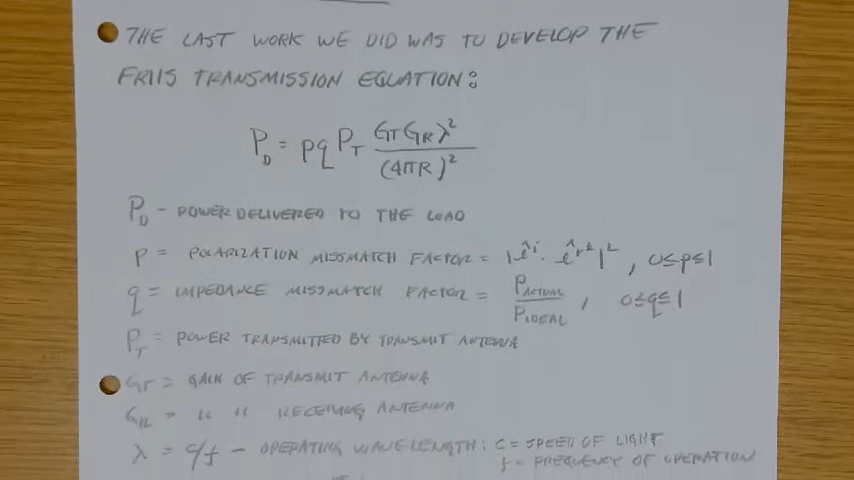 THE LAST WORK WE DID WAS TO DEVELOP THE
FRIIS TRANSMISSION EQUATION:
P_D = pq P_T G_T G_R λ² / (4πR)²
P_D - POWER DELIVERED TO THE LOAD
p = POLARIZATION MISSMATCH FACTOR = |ê^i · ê^r*|², 0≤p≤1
q = IMPEDANCE MISSMATCH FACTOR = P_ACTUAL / P_IDEAL, 0≤q≤1
P_T = POWER TRANSMITTED BY TRANSMIT ANTENNA
G_T = GAIN OF TRANSMIT ANTENNA
G_R = " " RECEIVING ANTENNA
λ = c/f - OPERATING WAVELENGTH: C = SPEED OF LIGHT
f = FREQUENCY OF OPERATION